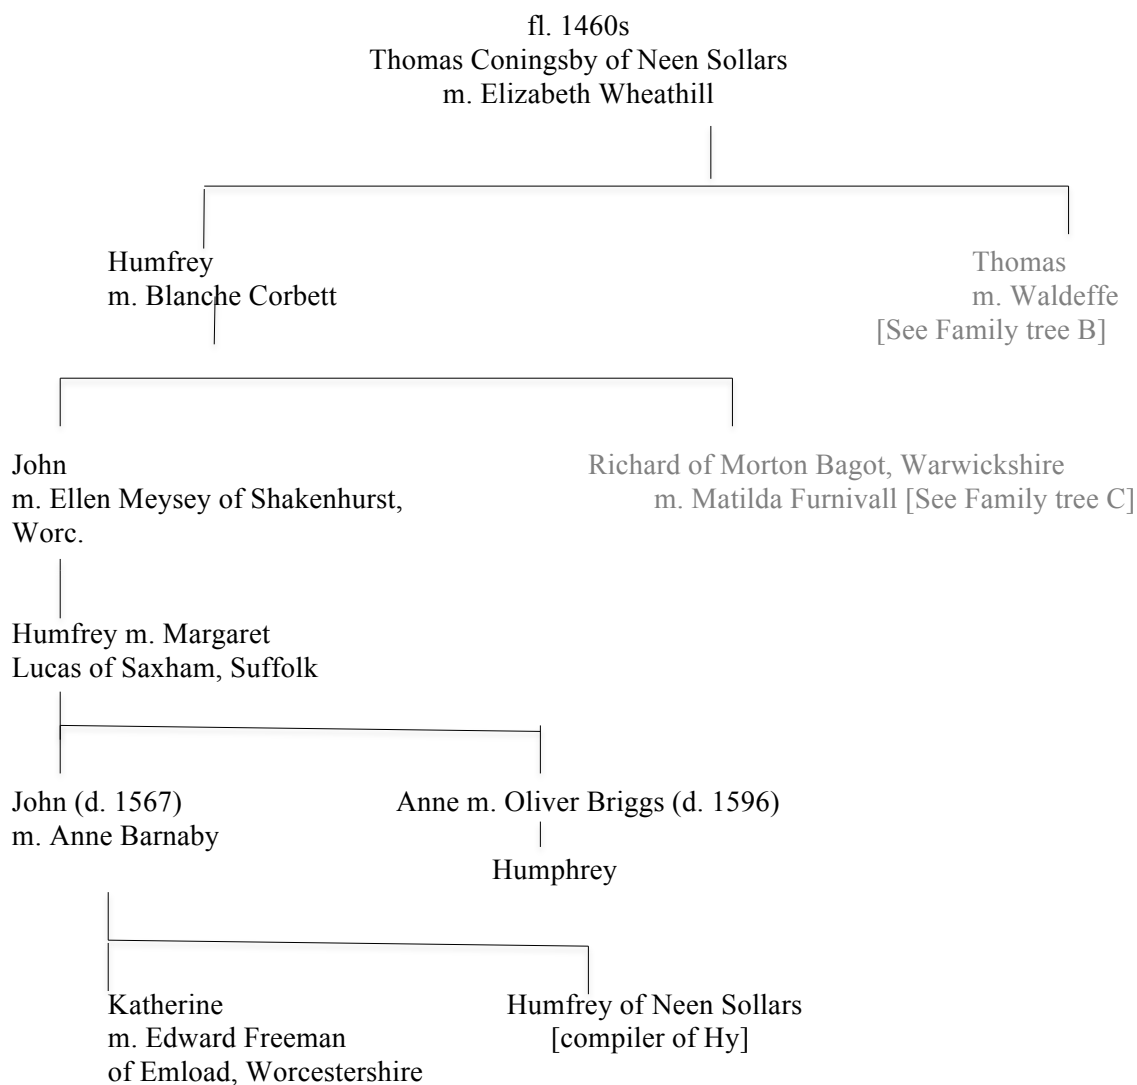 fl. 1460s
Thomas Coningsby of Neen Sollars
m. Elizabeth Wheathill
Humfrey
m. Blanche Corbett
Thomas
m. Waldeffe
[See Family tree B]
John
m. Ellen Meysey of Shakenhurst,
Worc.
Richard of Morton Bagot, Warwickshire
m. Matilda Furnivall [See Family tree C]
Humfrey m. Margaret
Lucas of Saxham, Suffolk
John (d. 1567)
m. Anne Barnaby
Anne m. Oliver Briggs (d. 1596)
Humphrey
Katherine
m. Edward Freeman
of Emload, Worcestershire
Humfrey of Neen Sollars
[compiler of Hy]